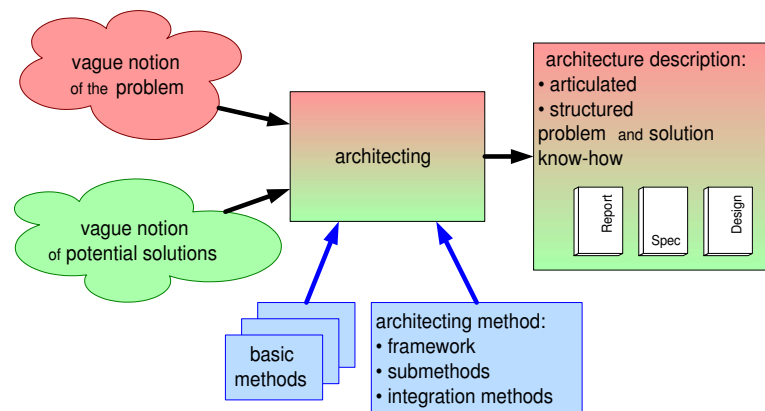 vague notion
of the problem
vague notion
of potential solutions
architecting
architecture description:
• articulated
• structured
problem and solution
know-how
Report
Spec
Design
basic
methods
architecting method:
• framework
• submethods
• integration methods